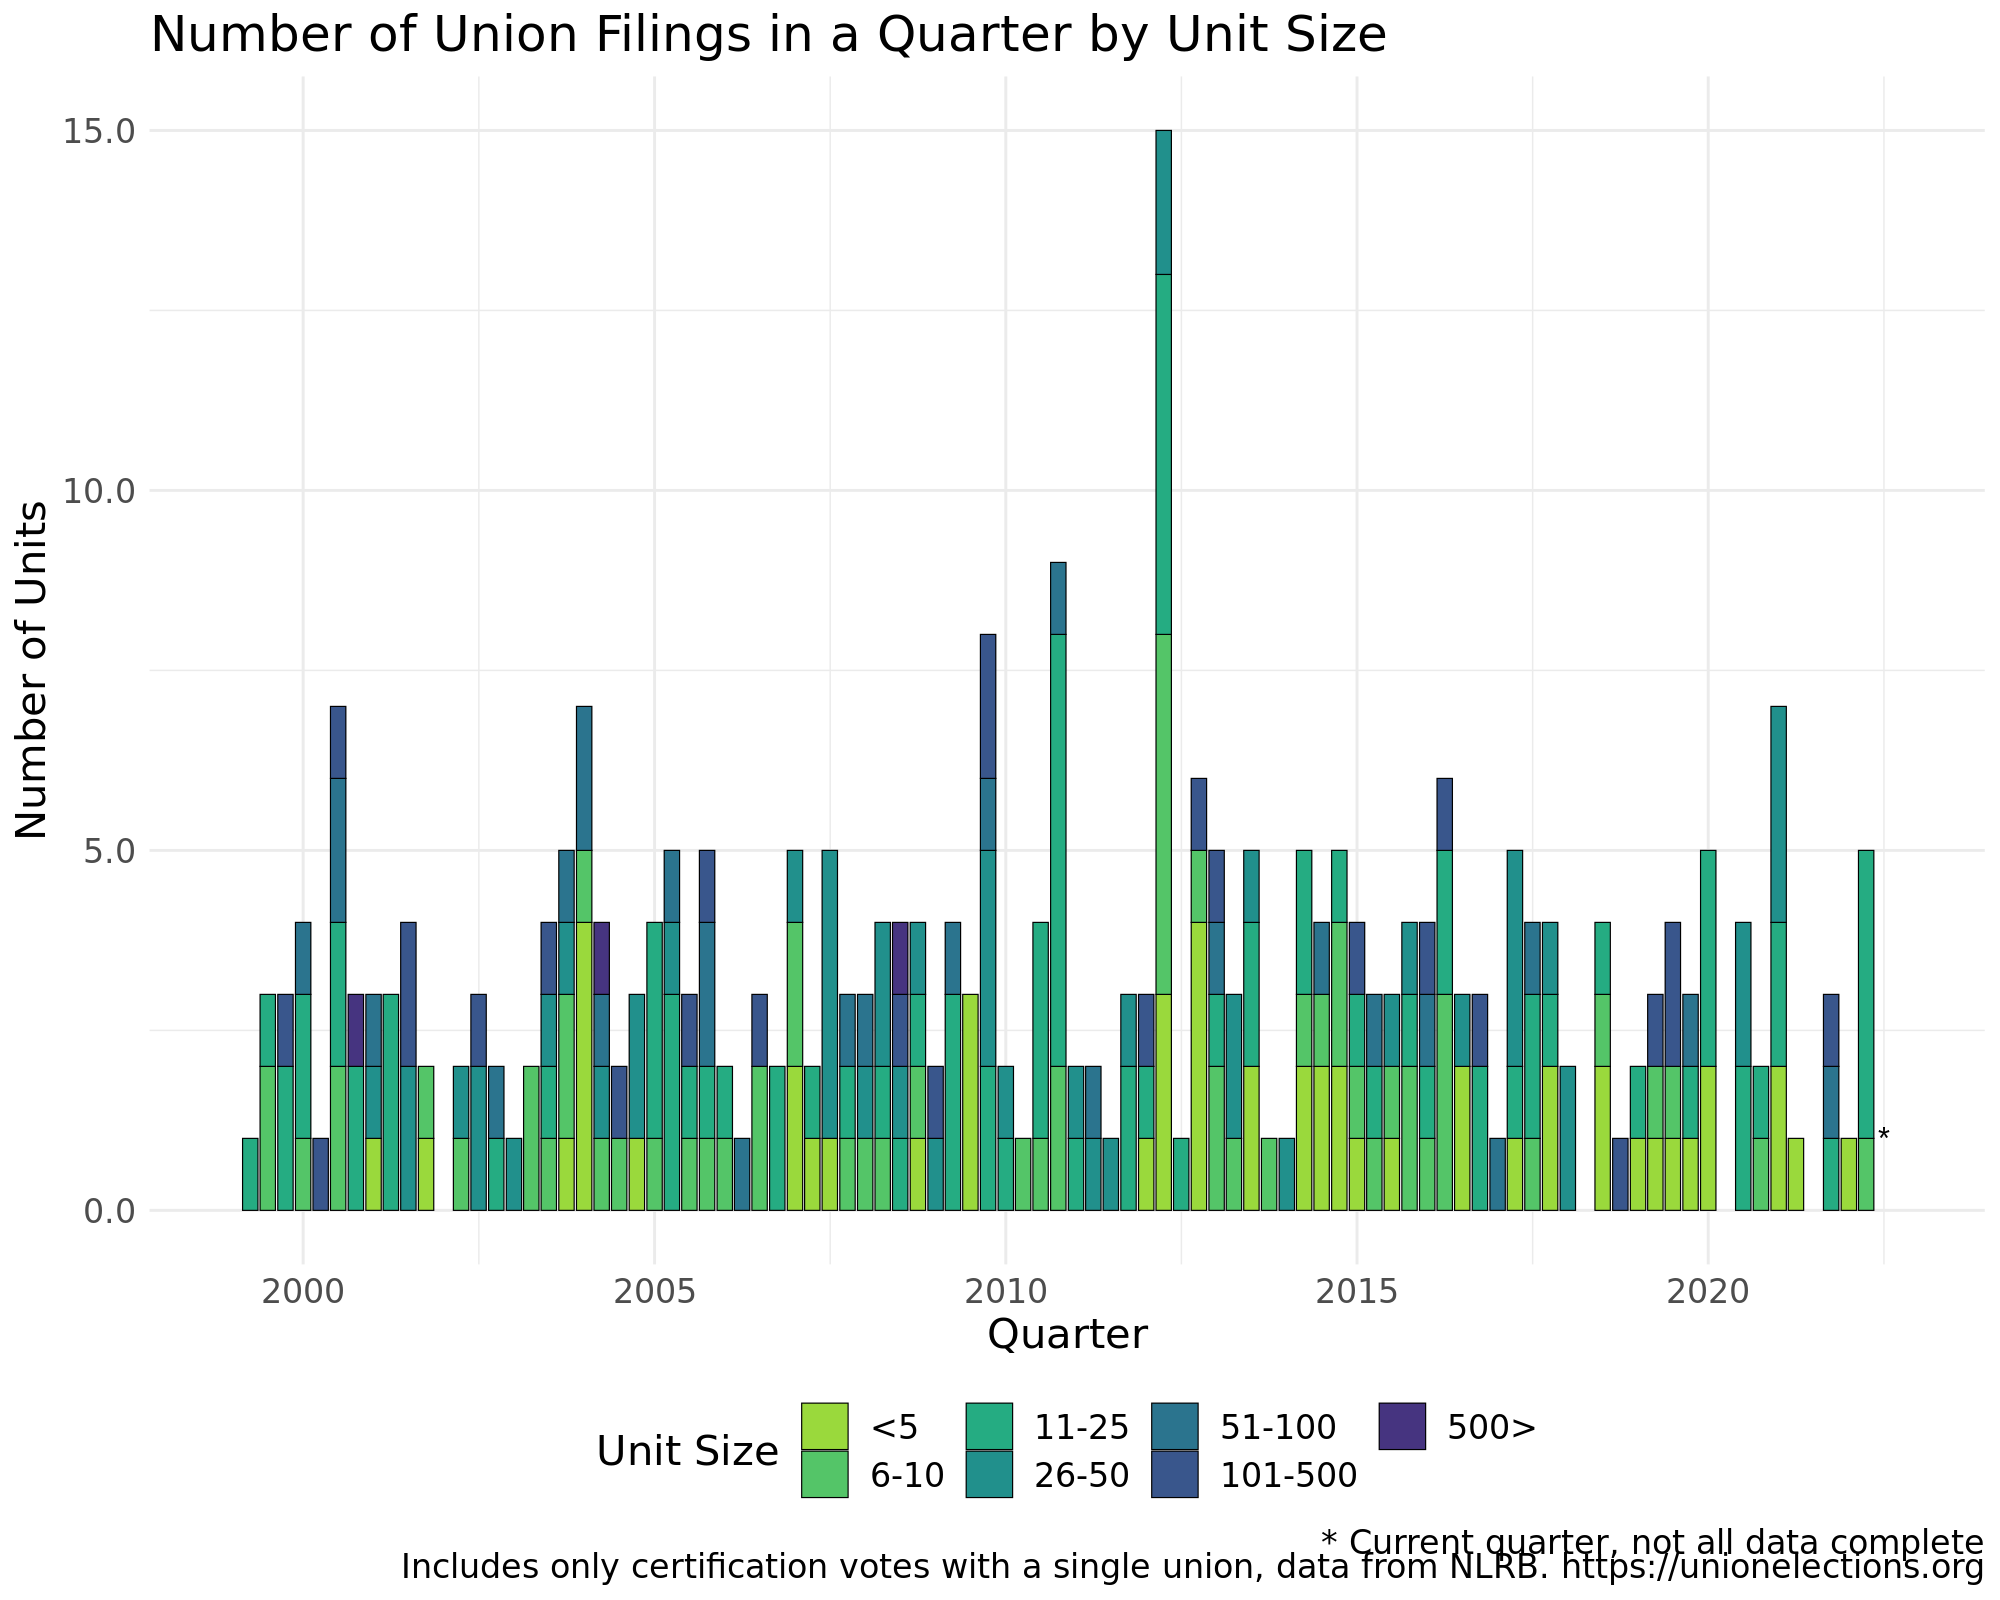 Number of Union Filings in a Quarter by Unit Size
Number of Units
15.0
10.0
5.0
0.0
*
2000 2005 2010 2015 2020
Quarter
Unit Size
<5 11-25 51-100 500>
6-10 26-50 101-500
* Current quarter, not all data complete
Includes only certification votes with a single union, data from NLRB. https://unionelections.org